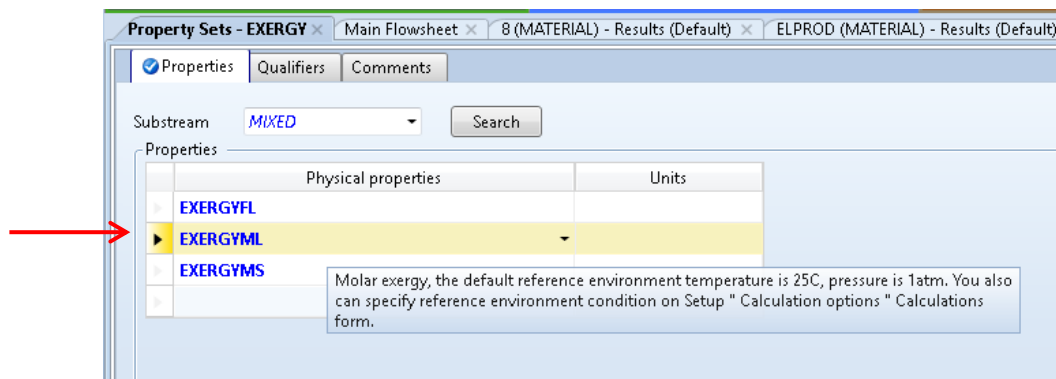 Property Sets - EXERGY × Main Flowsheet × 8 (MATERIAL) - Results (Default) × ELPROD (MATERIAL) - Results (Default)
Properties Qualifiers Comments
Substream MIXED Search
Properties
Physical properties Units
EXERGYFL
EXERGYML
EXERGYMS
Molar exergy, the default reference environment temperature is 25C, pressure is 1atm. You also
can specify reference environment condition on Setup " Calculation options " Calculations
form.